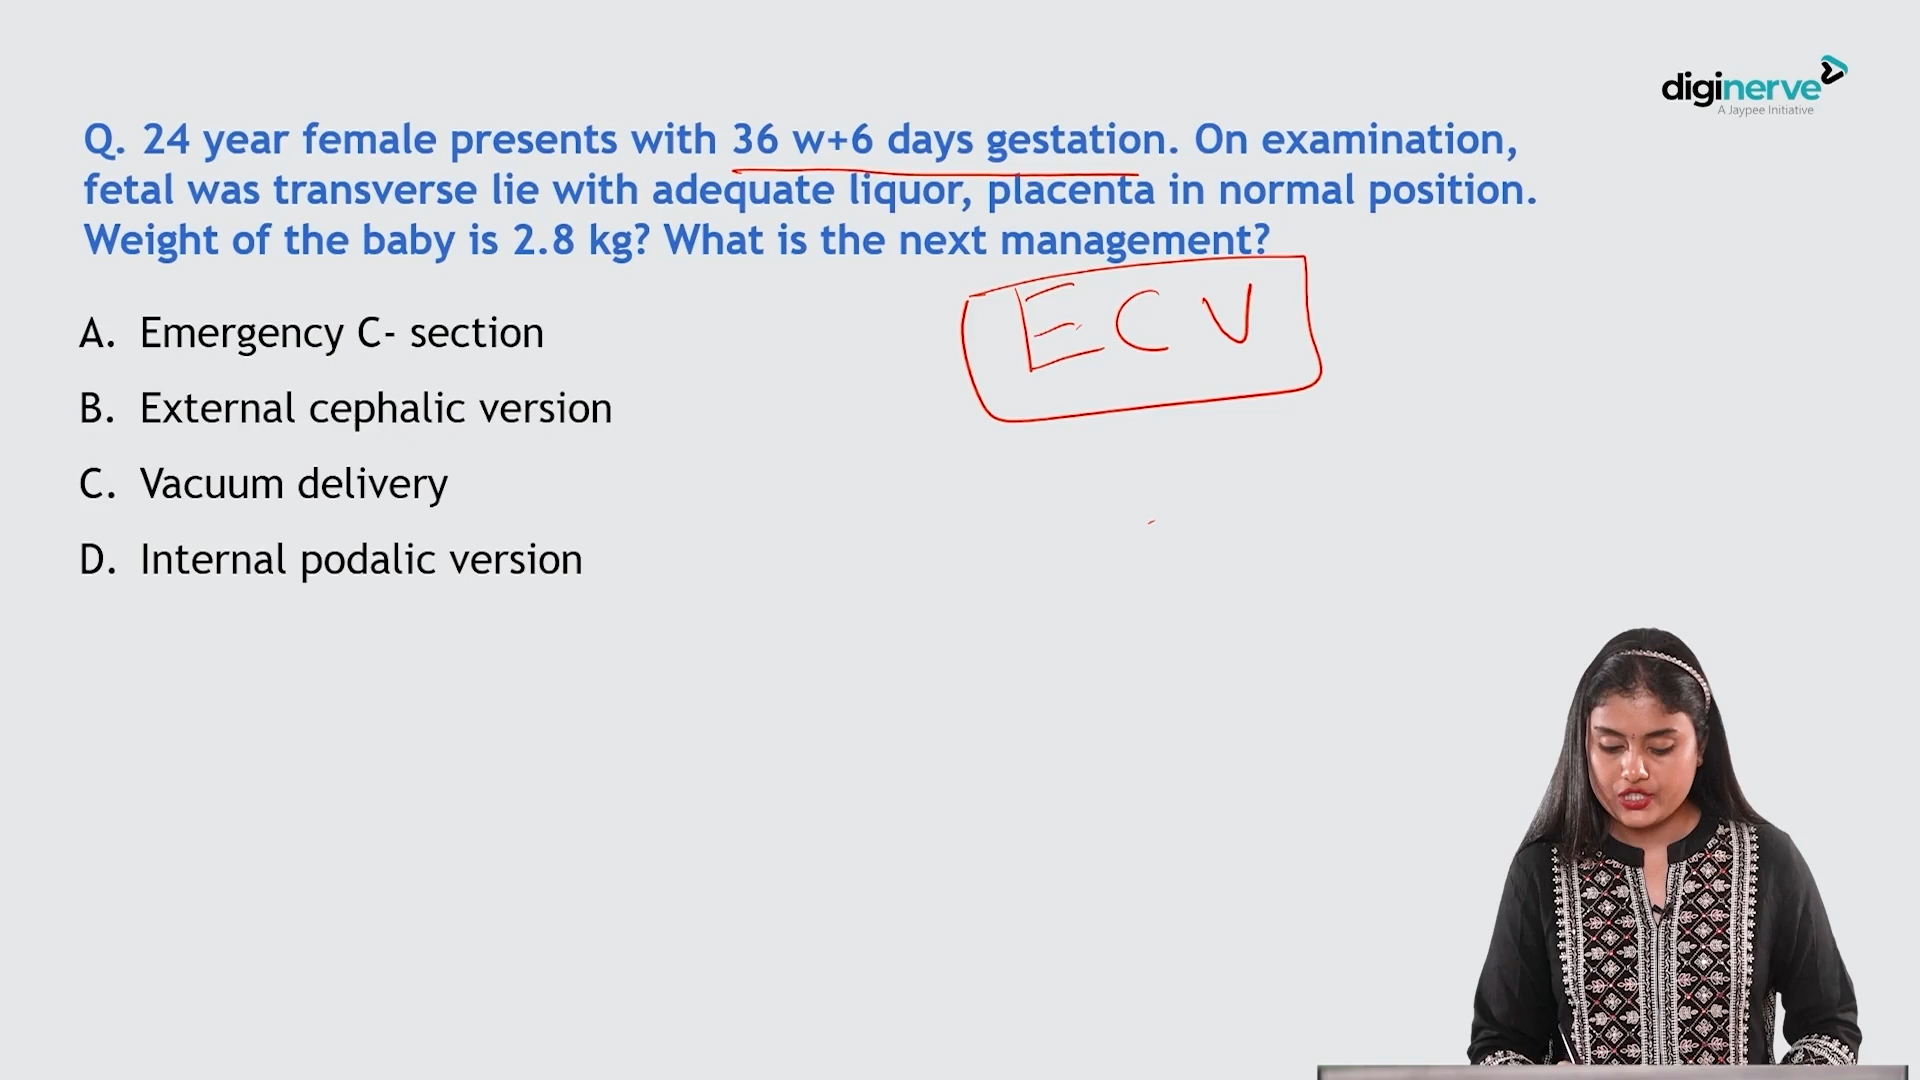 diginerve
A Jaypee Initiative
Q. 24 year female presents with 36 w+6 days gestation. On examination,
fetal was transverse lie with adequate liquor, placenta in normal position.
Weight of the baby is 2.8 kg? What is the next management?
ECV
A. Emergency C- section
B. External cephalic version
C. Vacuum delivery
D. Internal podalic version